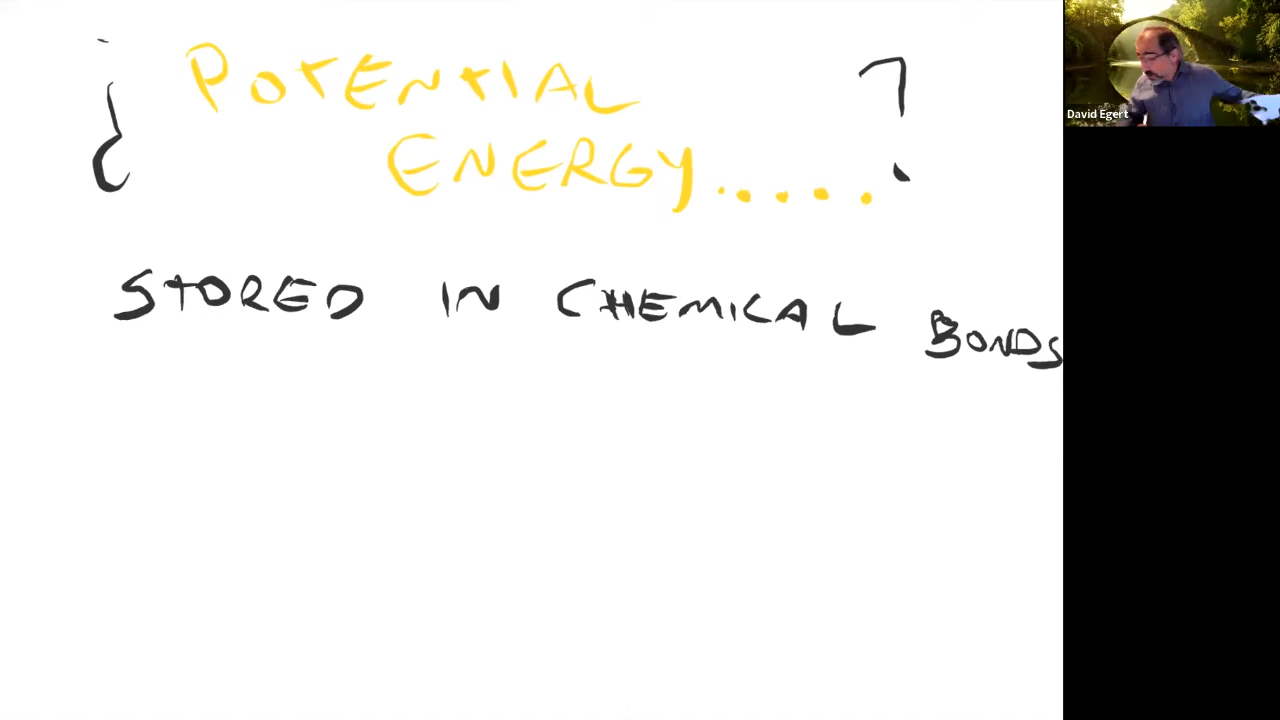 ¿ POTENTIAL ?
ENERGY.....
STORED IN CHEMICAL BONDS
David Egert